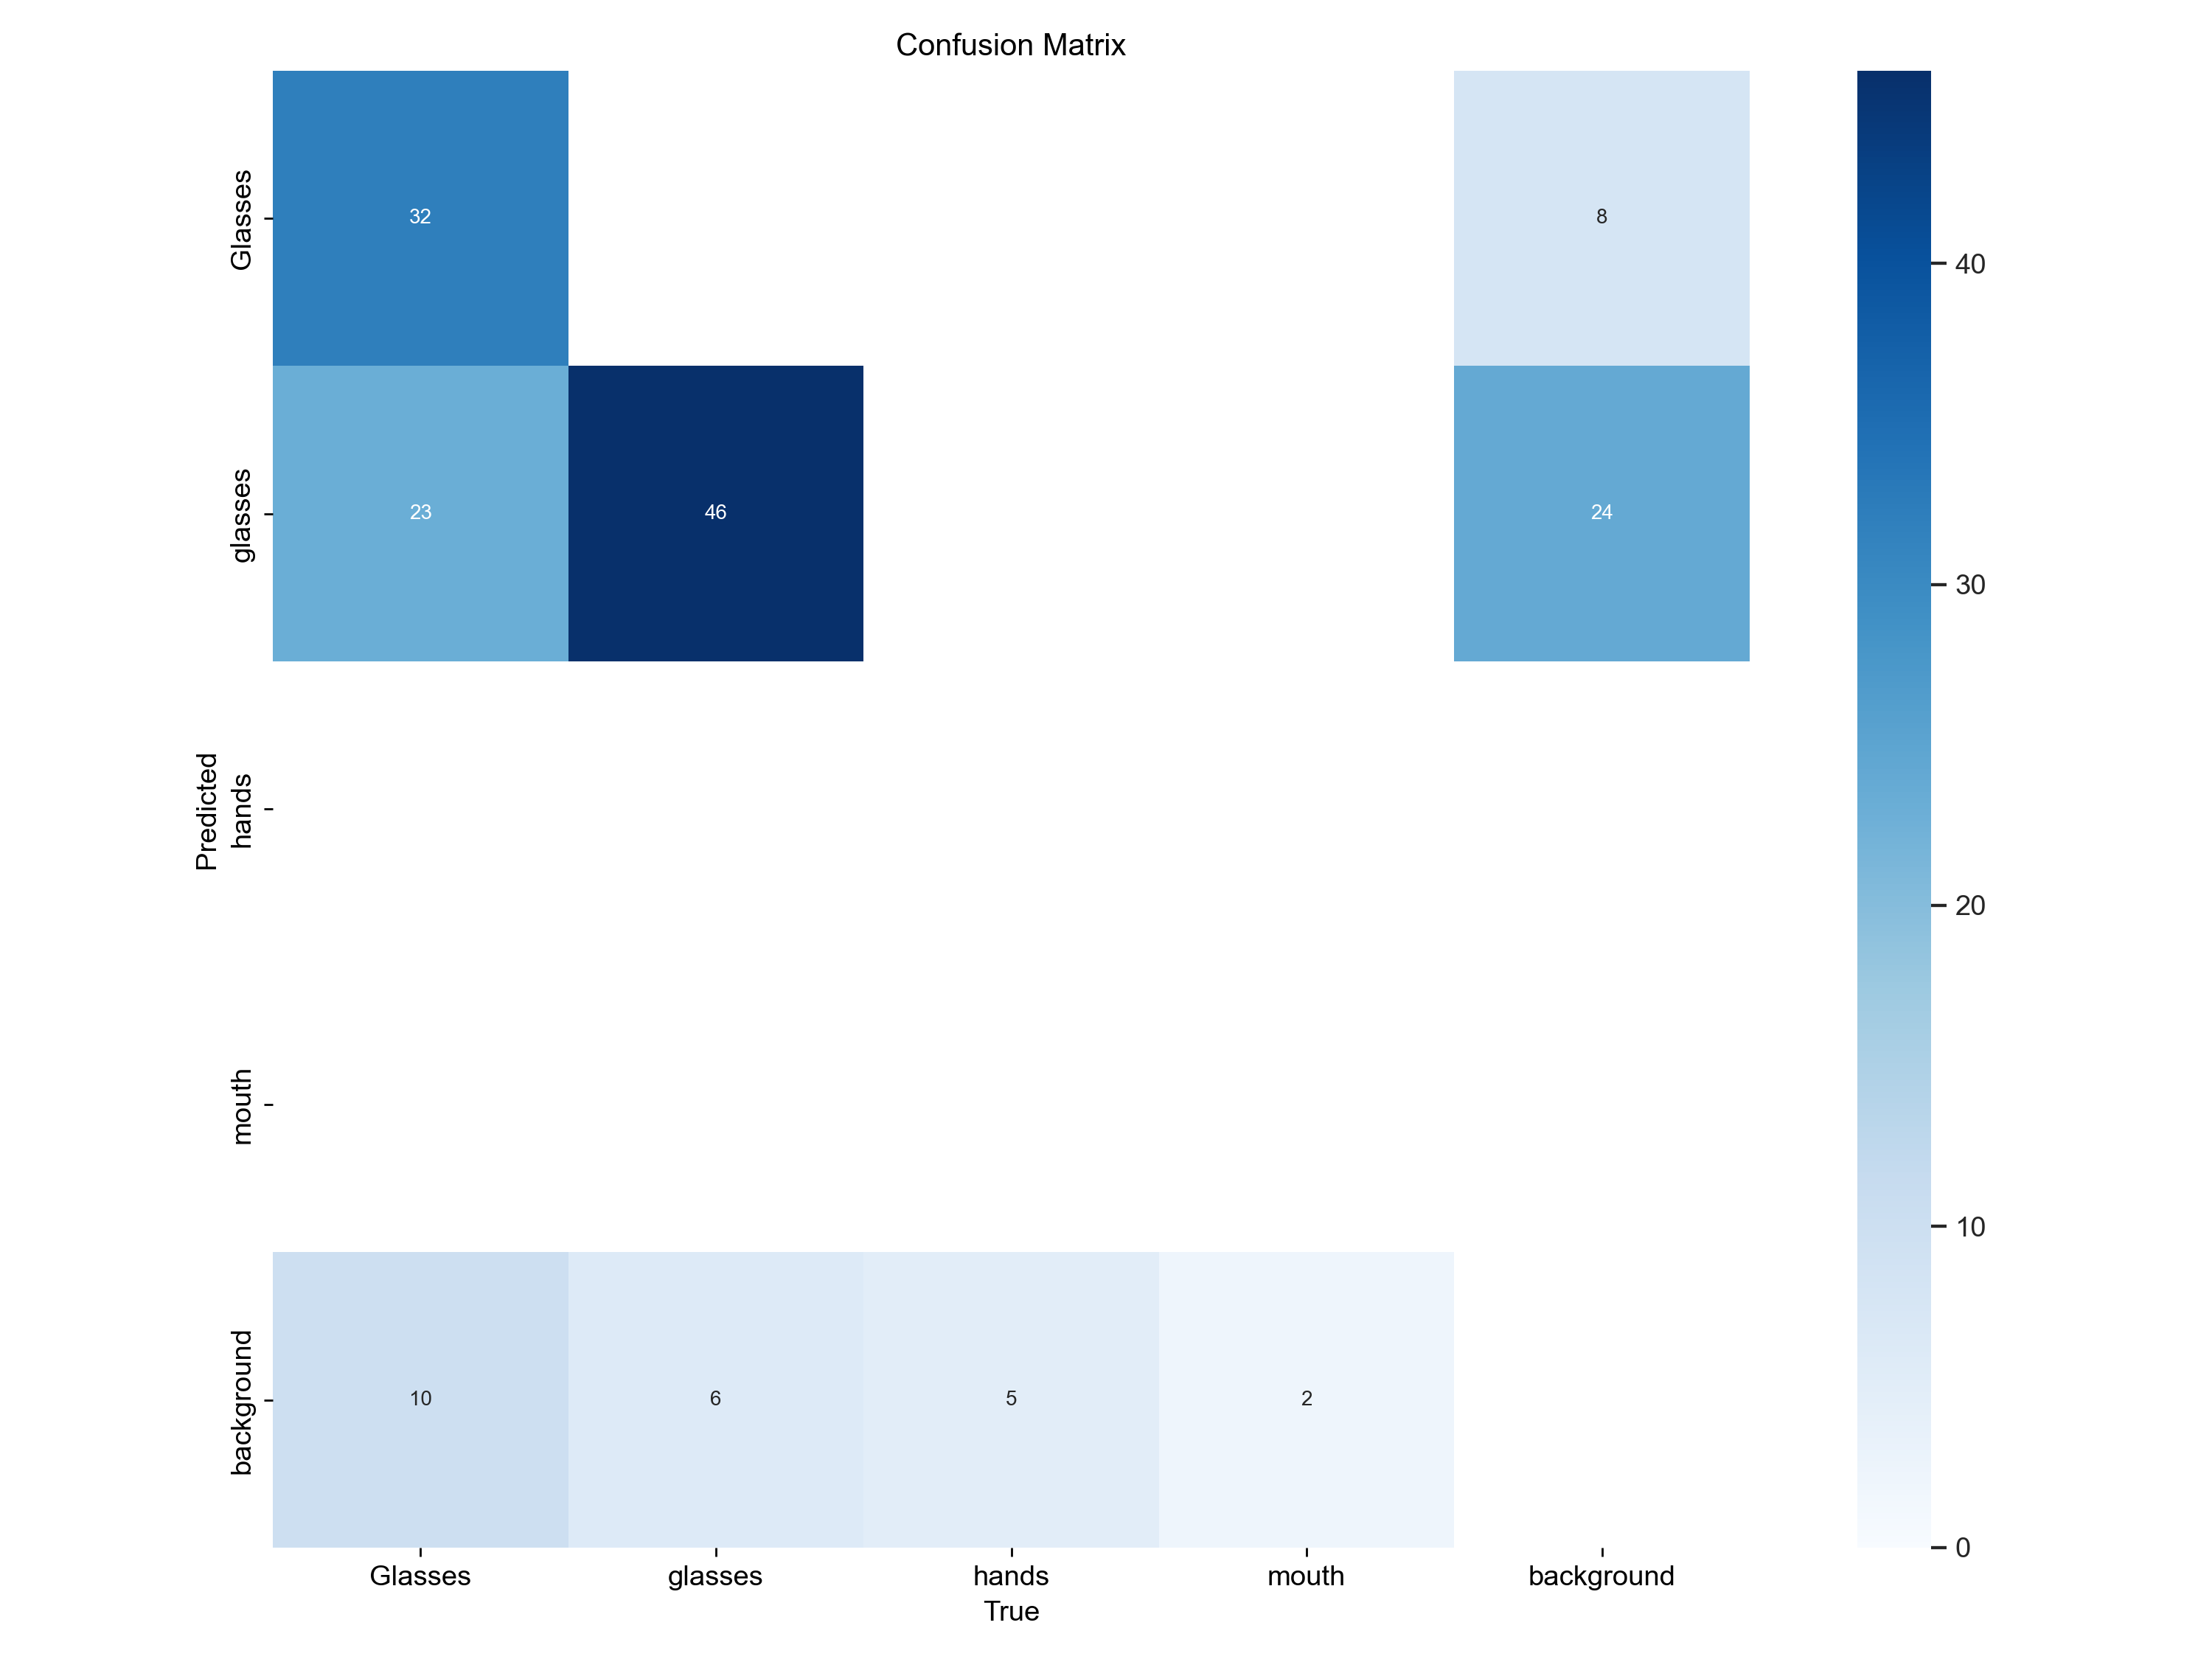 Confusion Matrix
Glasses
32
8
40
glasses
23
46
24
30
Predicted
hands
20
mouth
10
background
10
6
5
2
0
Glasses
glasses
hands
mouth
background
True